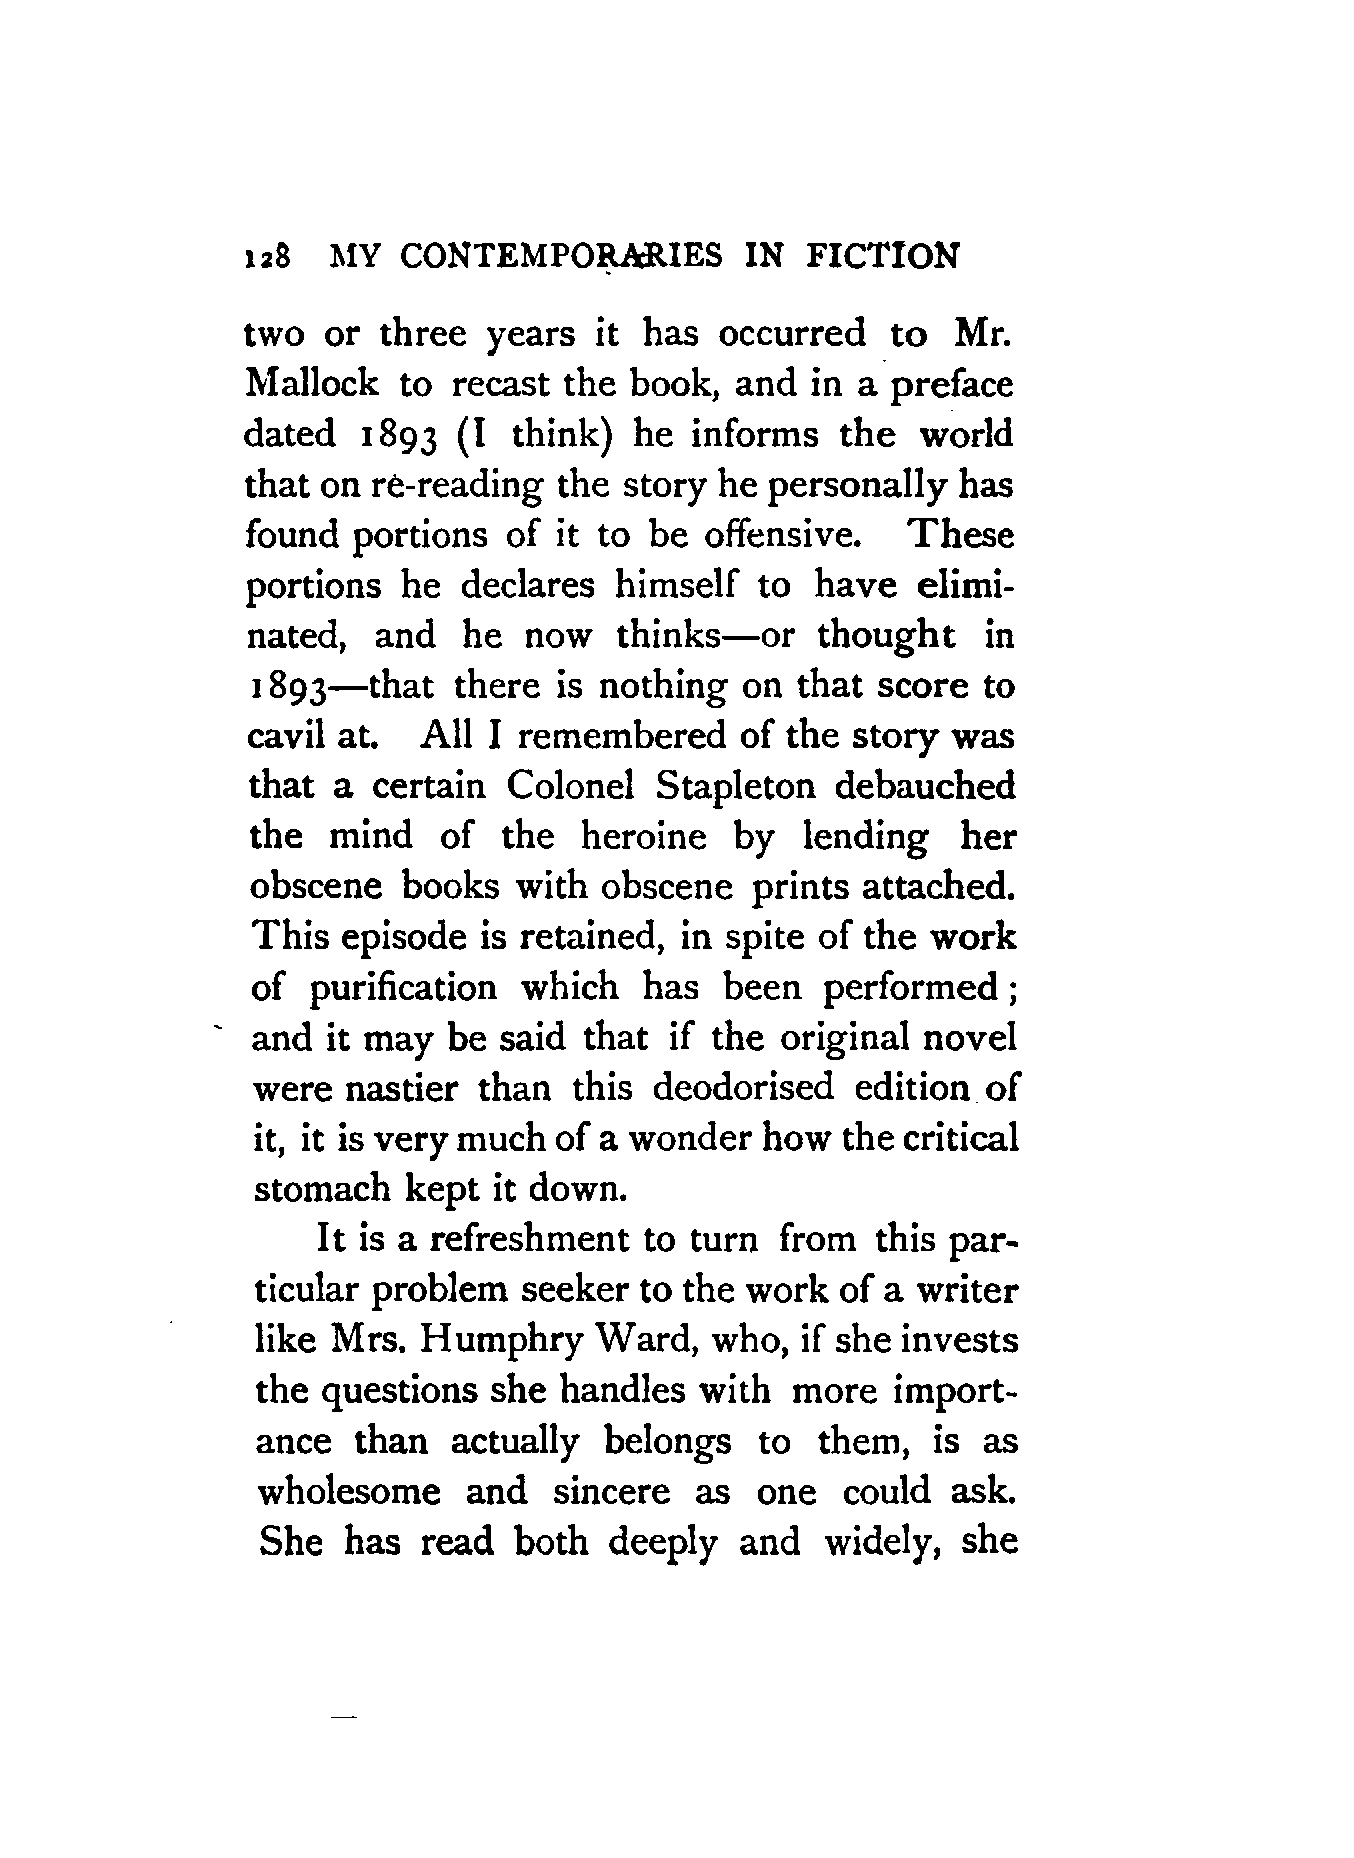 128 MY CONTEMPORARIES IN FICTION
two or three years it has occurred to Mr.
Mallock to recast the book, and in a preface
dated 1893 (I think) he informs the world
that on re-reading the story he personally has
found portions of it to be offensive. These
portions he declares himself to have elimi-
nated, and he now thinks—or thought in
1893—that there is nothing on that score to
cavil at. All I remembered of the story was
that a certain Colonel Stapleton debauched
the mind of the heroine by lending her
obscene books with obscene prints attached.
This episode is retained, in spite of the work
of purification which has been performed ;
and it may be said that if the original novel
were nastier than this deodorised edition of
it, it is very much of a wonder how the critical
stomach kept it down.
It is a refreshment to turn from this par-
ticular problem seeker to the work of a writer
like Mrs. Humphry Ward, who, if she invests
the questions she handles with more import-
ance than actually belongs to them, is as
wholesome and sincere as one could ask.
She has read both deeply and widely, she